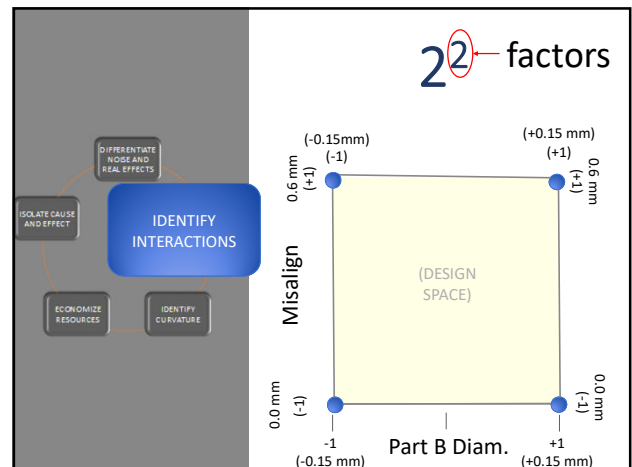 2² factors
DIFFERENTIATE
NOISE AND
REAL EFFECTS
ISOLATE CAUSE
AND EFFECT
IDENTIFY
INTERACTIONS
ECONOMIZE
RESOURCES
IDENTIFY
CURVATURE
(-0.15mm)
(-1)
(+0.15 mm)
(+1)
0.6 mm
(+1)
0.6 mm
(+1)
(DESIGN
SPACE)
Misalign
0.0 mm
(-1)
0.0 mm
(-1)
-1
(-0.15 mm)
Part B Diam.
+1
(+0.15 mm)